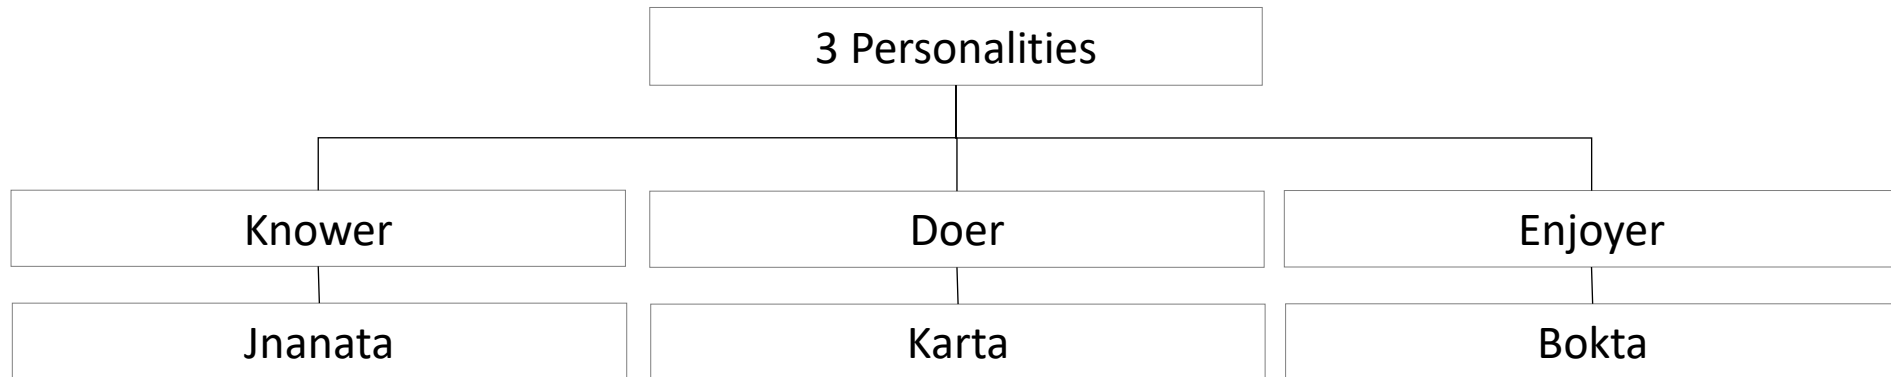 3 Personalities
Knower
Doer
Enjoyer
Jnanata
Karta
Bokta